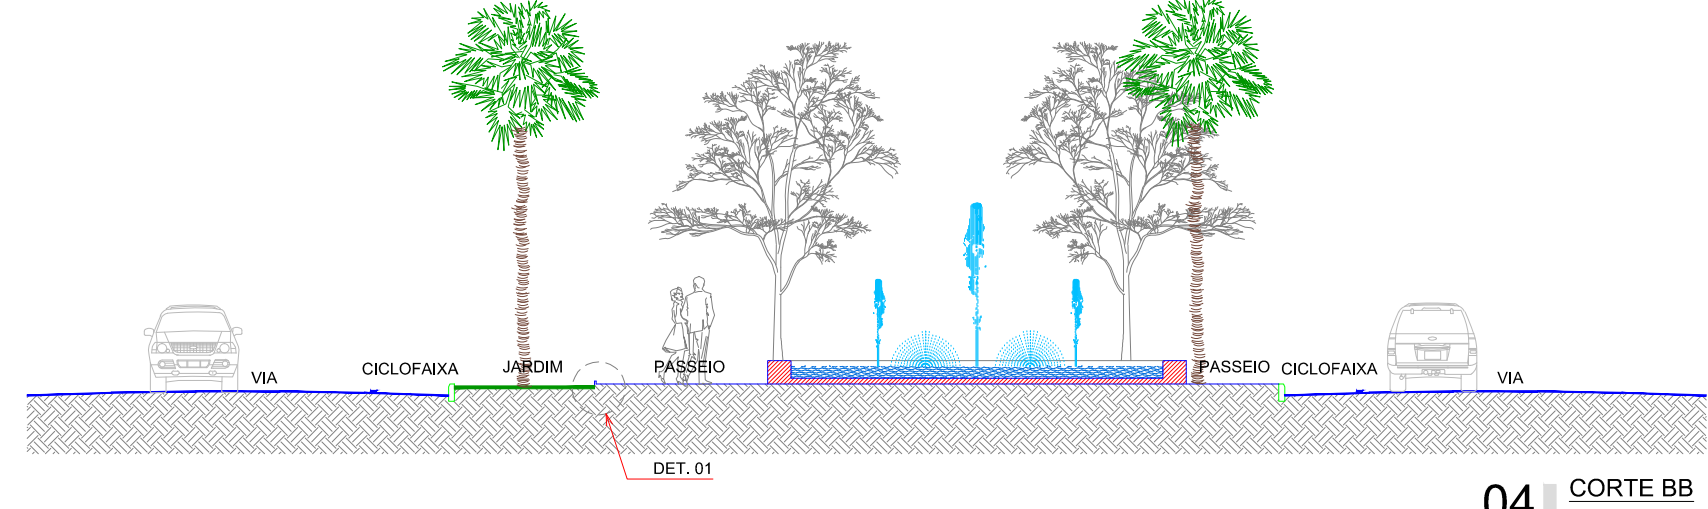 VIA
CICLOFAIXA
JARDIM
PASSEIO
PASSEIO
CICLOFAIXA
VIA
DET. 01
04
CORTE BB